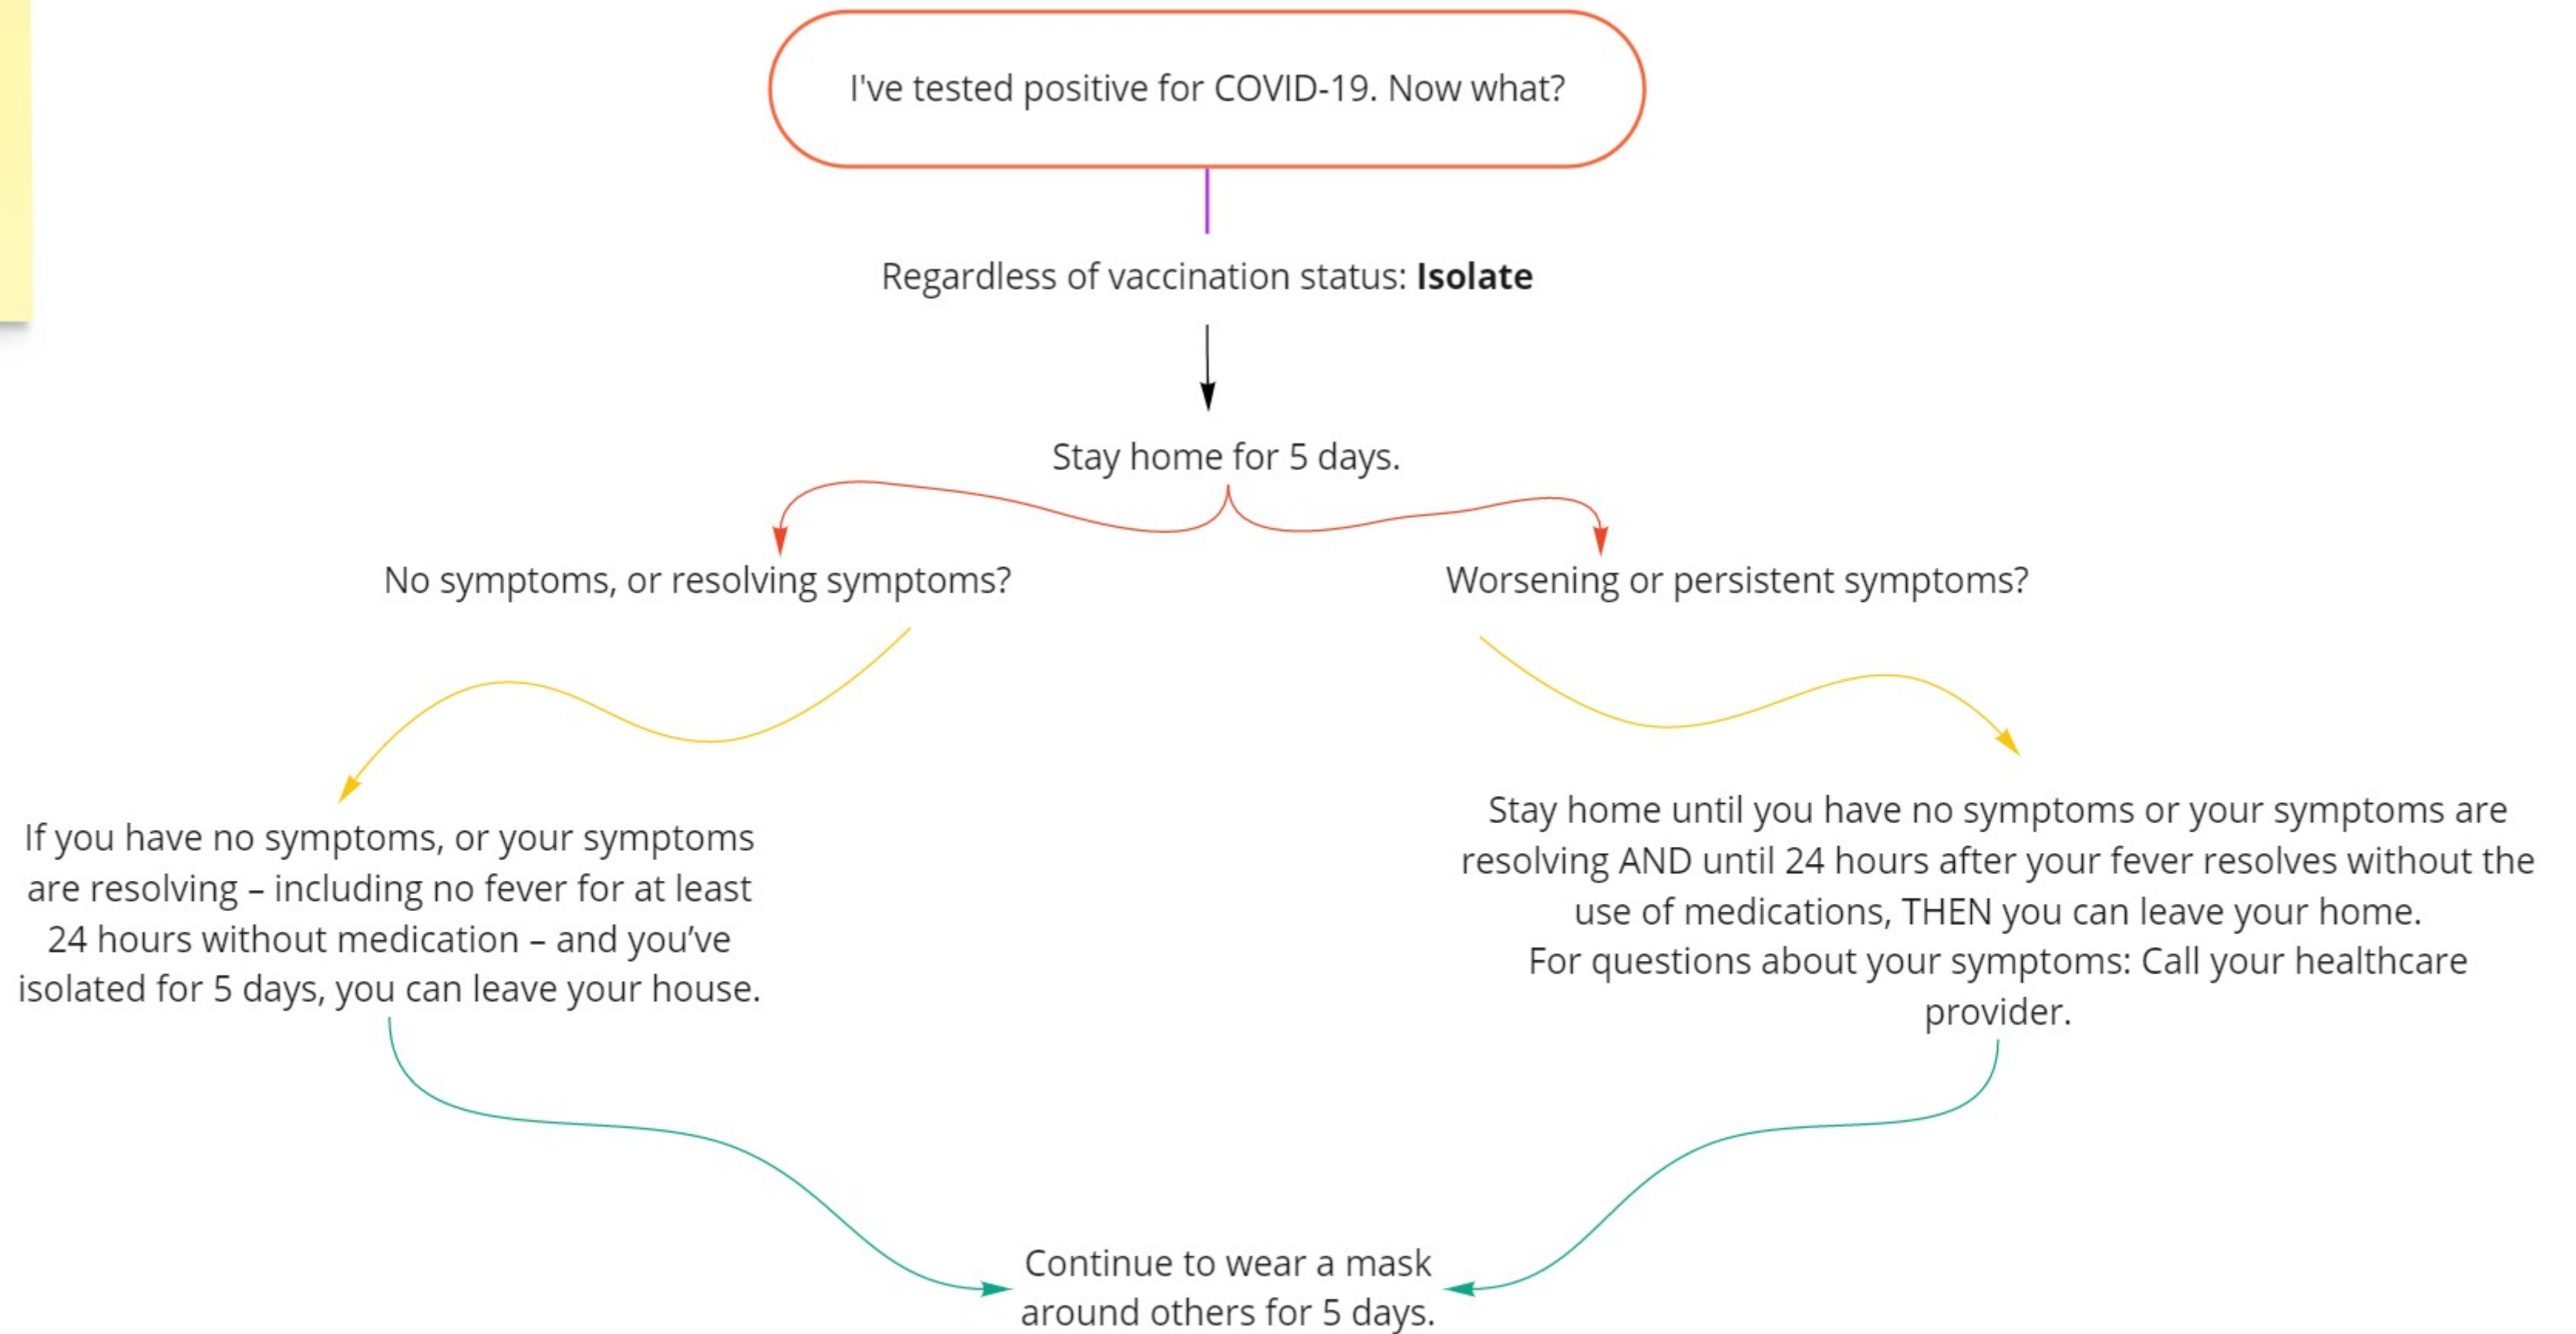 I've tested positive for COVID-19. Now what?
Regardless of vaccination status: Isolate
Stay home for 5 days.
No symptoms, or resolving symptoms?
Worsening or persistent symptoms?
If you have no symptoms, or your symptoms
are resolving – including no fever for at least
24 hours without medication – and you’ve
isolated for 5 days, you can leave your house.
Stay home until you have no symptoms or your symptoms are
resolving AND until 24 hours after your fever resolves without the
use of medications, THEN you can leave your home.
For questions about your symptoms: Call your healthcare
provider.
Continue to wear a mask
around others for 5 days.